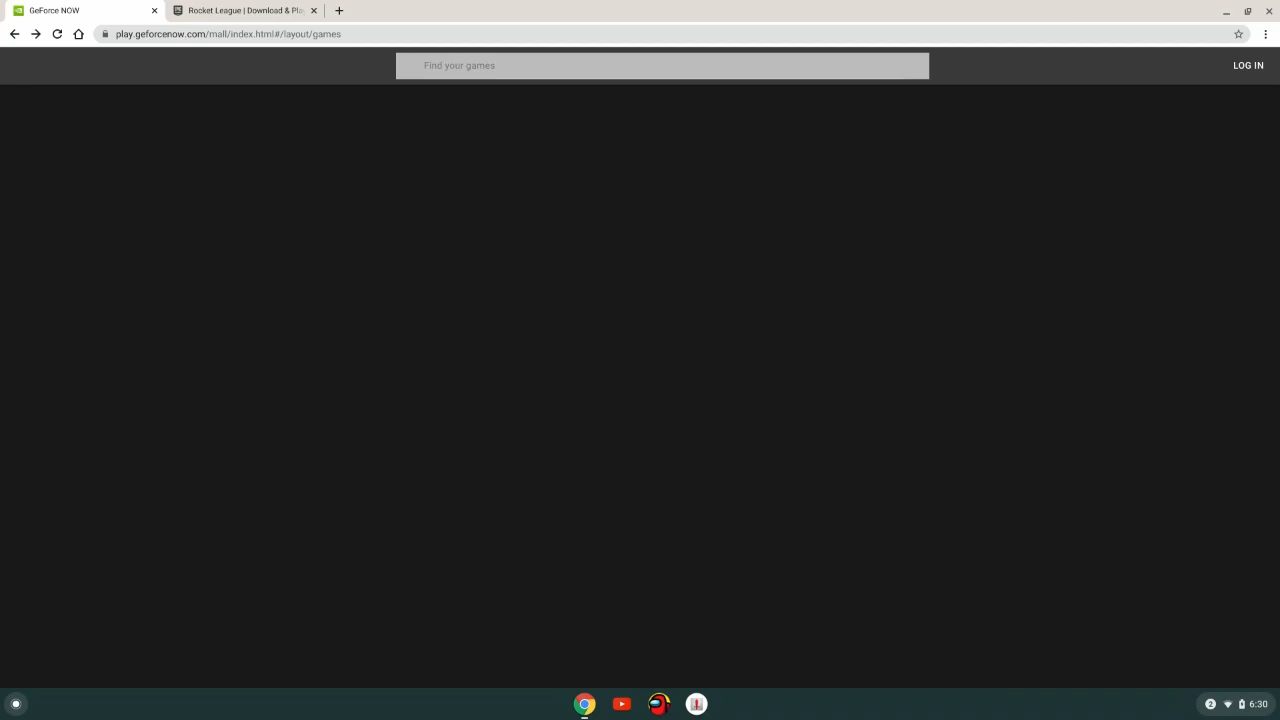 GeForce NOW
Rocket League | Download & Pla
play.geforcenow.com/mall/index.html#/layout/games
Find your games
LOG IN
2
6:30